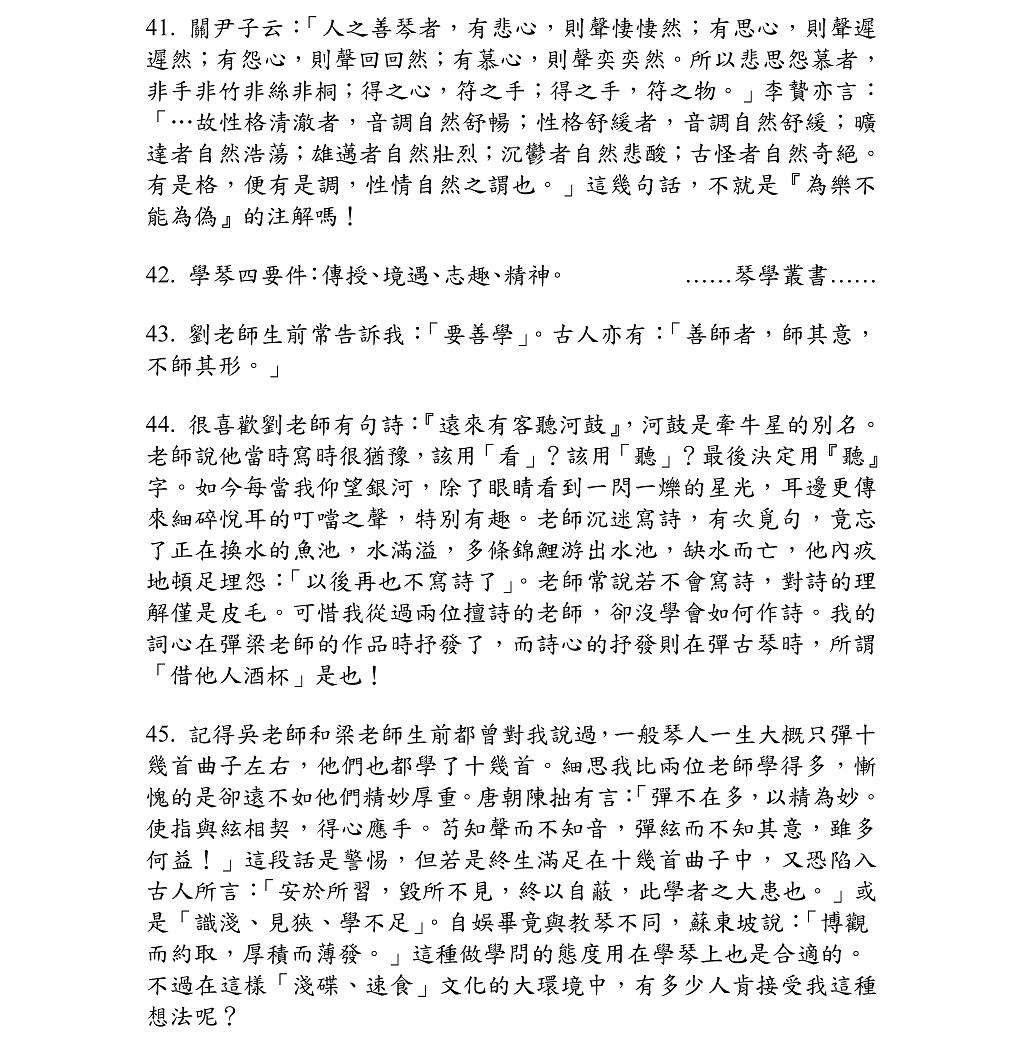 41. 關尹子云：「人之善琴者，有悲心，則聲悽悽然；有思心，則聲遲
遲然；有怨心，則聲回回然；有慕心，則聲奕奕然。所以悲思怨慕者，
非手非竹非絲非桐；得之心，符之手；得之手，符之物。」李贄亦言：
「…故性格清澈者，音調自然舒暢；性格舒緩者，音調自然舒緩；曠
達者自然浩蕩；雄邁者自然壯烈；沉鬱者自然悲酸；古怪者自然奇絕。
有是格，便有是調，性情自然之謂也。」這幾句話，不就是『為樂不
能為偽』的注解嗎！
42. 學琴四要件：傳授、境遇、志趣、精神。 ……琴學叢書……
43. 劉老師生前常告訴我：「要善學」。古人亦有：「善師者，師其意，
不師其形。」
44. 很喜歡劉老師有句詩：『遠來有客聽河鼓』，河鼓是牽牛星的別名。
老師說他當時寫時很猶豫，該用「看」？該用「聽」？最後決定用『聽』
字。如今每當我仰望銀河，除了眼睛看到一閃一爍的星光，耳邊更傳
來細碎悅耳的叮噹之聲，特別有趣。老師沉迷寫詩，有次覓句，竟忘
了正在換水的魚池，水滿溢，多條錦鯉游出水池，缺水而亡，他內疚
地頓足埋怨：「以後再也不寫詩了」。老師常說若不會寫詩，對詩的理
解僅是皮毛。可惜我從過兩位擅詩的老師，卻沒學會如何作詩。我的
詞心在彈梁老師的作品時抒發了，而詩心的抒發則在彈古琴時，所謂
「借他人酒杯」是也！
45. 記得吳老師和梁老師生前都曾對我說過，一般琴人一生大概只彈十
幾首曲子左右，他們也都學了十幾首。細思我比兩位老師學得多，慚
愧的是卻遠不如他們精妙厚重。唐朝陳拙有言：「彈不在多，以精為妙。
使指與絃相契，得心應手。苟知聲而不知音，彈絃而不知其意，雖多
何益！」這段話是警惕，但若是終生滿足在十幾首曲子中，又恐陷入
古人所言：「安於所習，毀所不見，終以自蔽，此學者之大患也。」或
是「識淺、見狹、學不足」。自娛畢竟與教琴不同，蘇東坡說：「博觀
而約取，厚積而薄發。」這種做學問的態度用在學琴上也是合適的。
不過在這樣「淺碟、速食」文化的大環境中，有多少人肯接受我這種
想法呢？